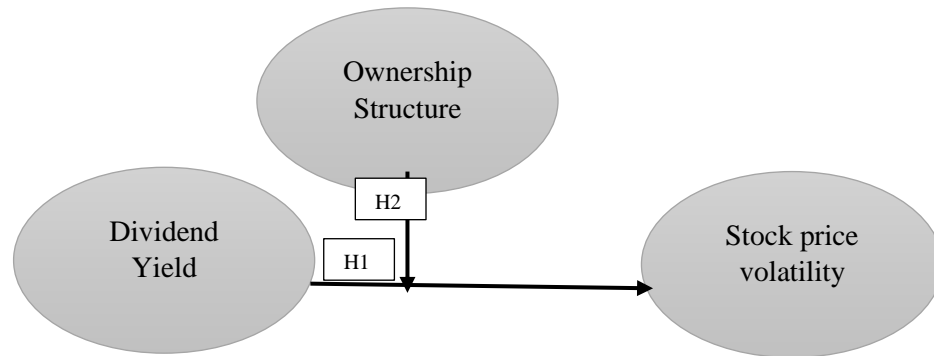 Ownership
Structure
H2
Dividend
Yield
H1
Stock price
volatility